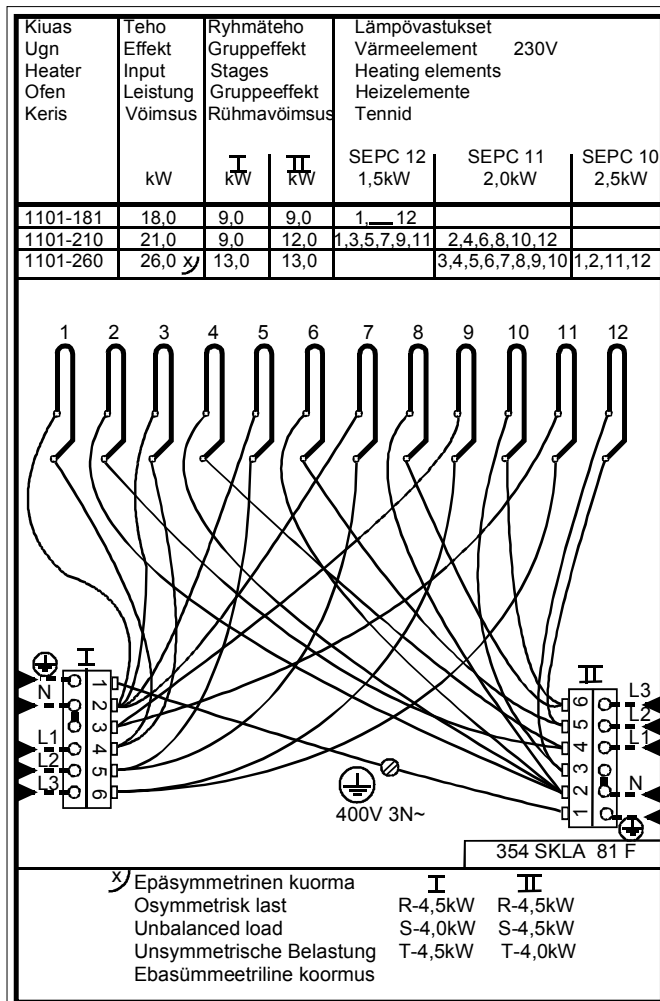 Kiuas Teho Ryhmäteho Lämpövastukset
Ugn Effekt Gruppeffekt Värmeelement 230V
Heater Input Stages Heating elements
Ofen Leistung Gruppeeffekt Heizelemente
Keris Vöimsus Rühmavöimsus Tennid
I II SEPC 12 SEPC 11 SEPC 10
kW kW kW 1,5kW 2,0kW 2,5kW
1101-181 18,0 9,0 9,0 1,__ 12
1101-210 21,0 9,0 12,0 1,3,5,7,9,11 2,4,6,8,10,12
1101-260 26,0 x) 13,0 13,0 3,4,5,6,7,8,9,10 1,2,11,12
1 2 3 4 5 6 7 8 9 10 11 12
I
1
N 2
3
L1 4
L2 5
L3 6
II
6 L3
5 L2
4 L1
3
2 N
1
400V 3N~
354 SKLA 81 F
x) Epäsymmetrinen kuorma I II
Osymmetrisk last R-4,5kW R-4,5kW
Unbalanced load S-4,0kW S-4,5kW
Unsymmetrische Belastung T-4,5kW T-4,0kW
Ebasümmeetriline koormus